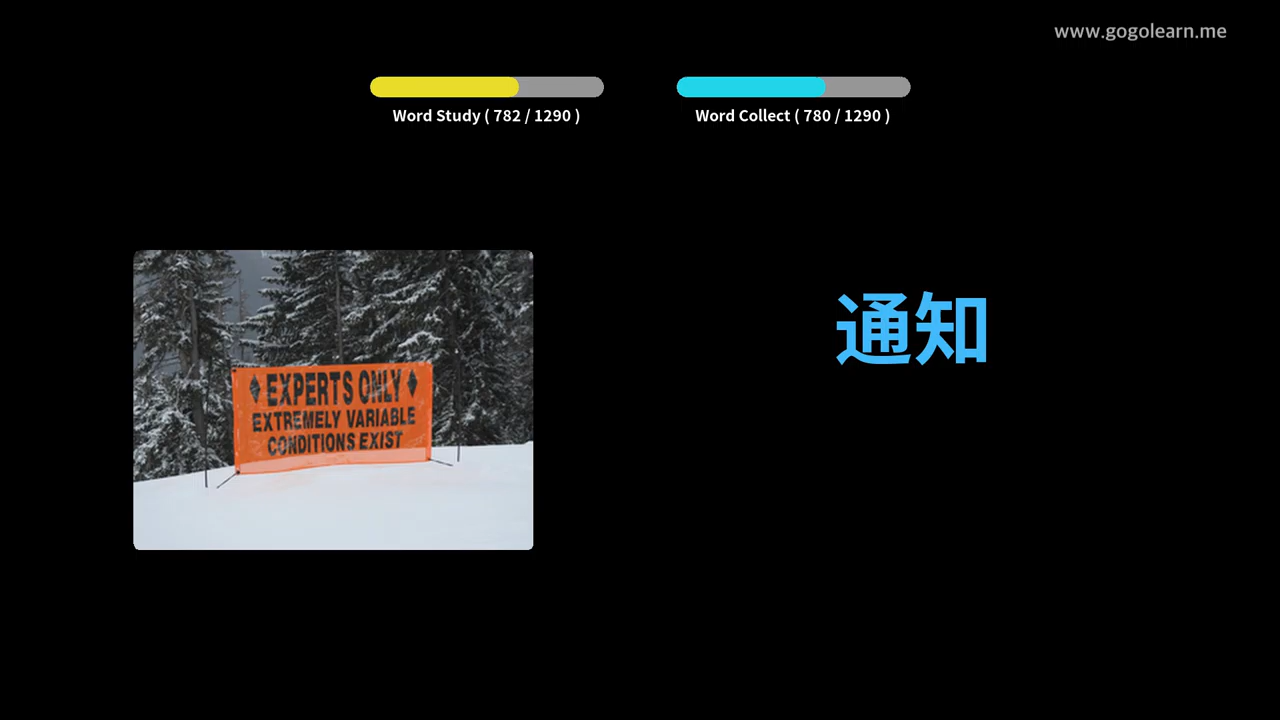 www.gogolearn.me
Word Study ( 782 / 1290 )
Word Collect ( 780 / 1290 )
EXPERTS ONLY
EXTREMELY VARIABLE
CONDITIONS EXIST
通知